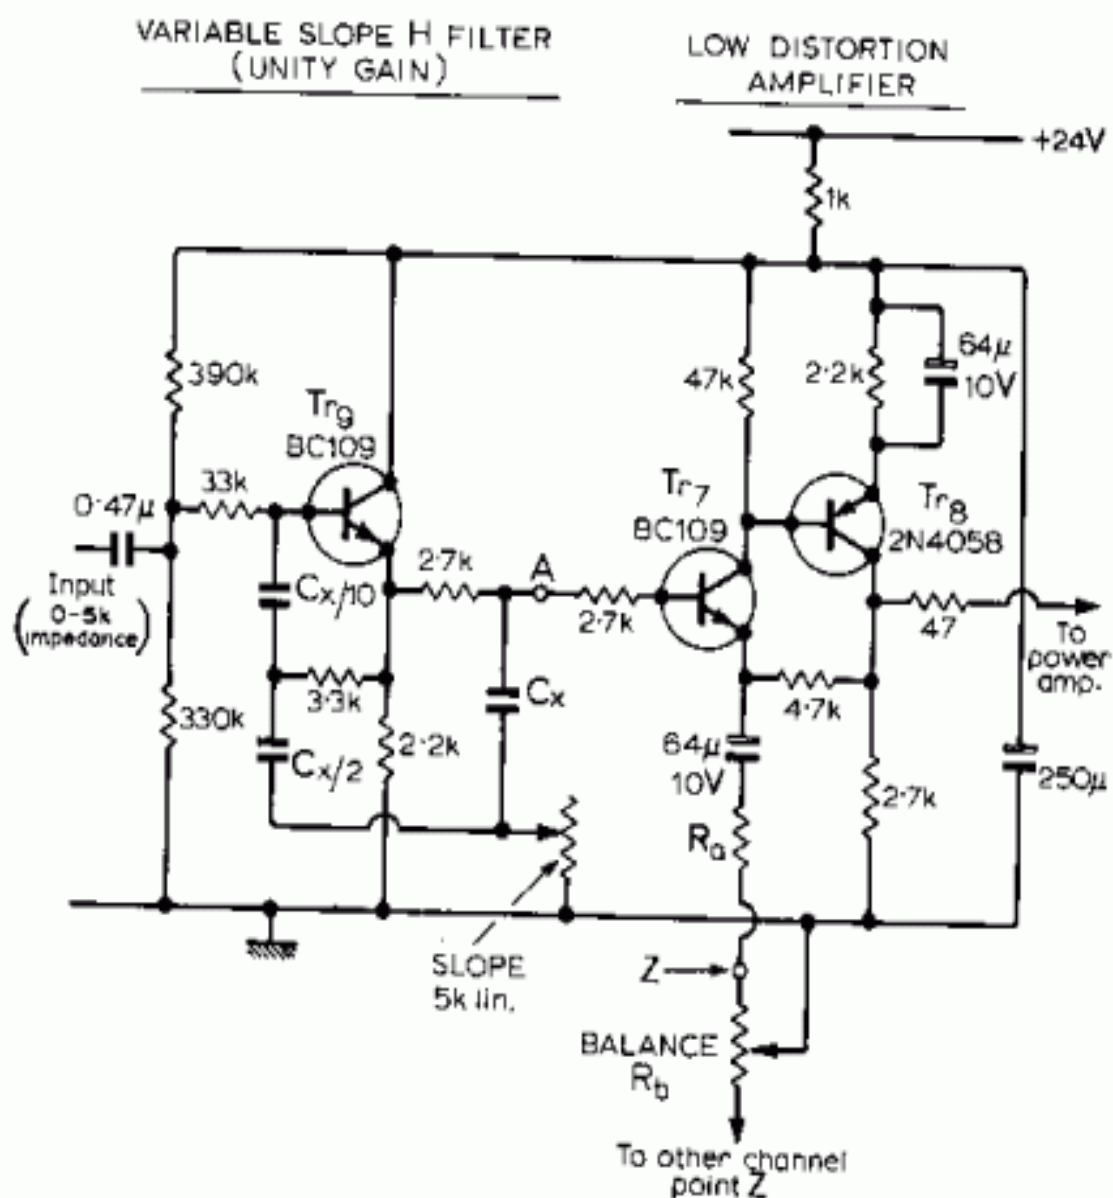 VARIABLE SLOPE H FILTER
(UNITY GAIN)
LOW DISTORTION
AMPLIFIER
+24V
1k
390k
Tr9
BC109
47k
2·2k
64µ
10V
33k
0·47µ
Input
(0-5k
impedance)
Cx/10
2·7k
A
2·7k
Tr7
BC109
Tr8
2N4058
47
To
power
amp.
3·3k
Cx
4·7k
330k
Cx/2
2·2k
64µ
10V
Ra
2·7k
250µ
SLOPE
5k lin.
Z
BALANCE
Rb
To other channel
point Z